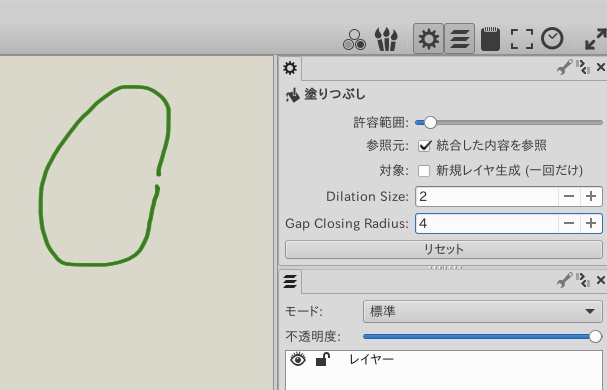 塗りつぶし
許容範囲:
参照元: 統合した内容を参照
対象: 新規レイヤ生成 (一回だけ)
Dilation Size: 2
Gap Closing Radius: 4
リセット
モード: 標準
不透明度:
レイヤー